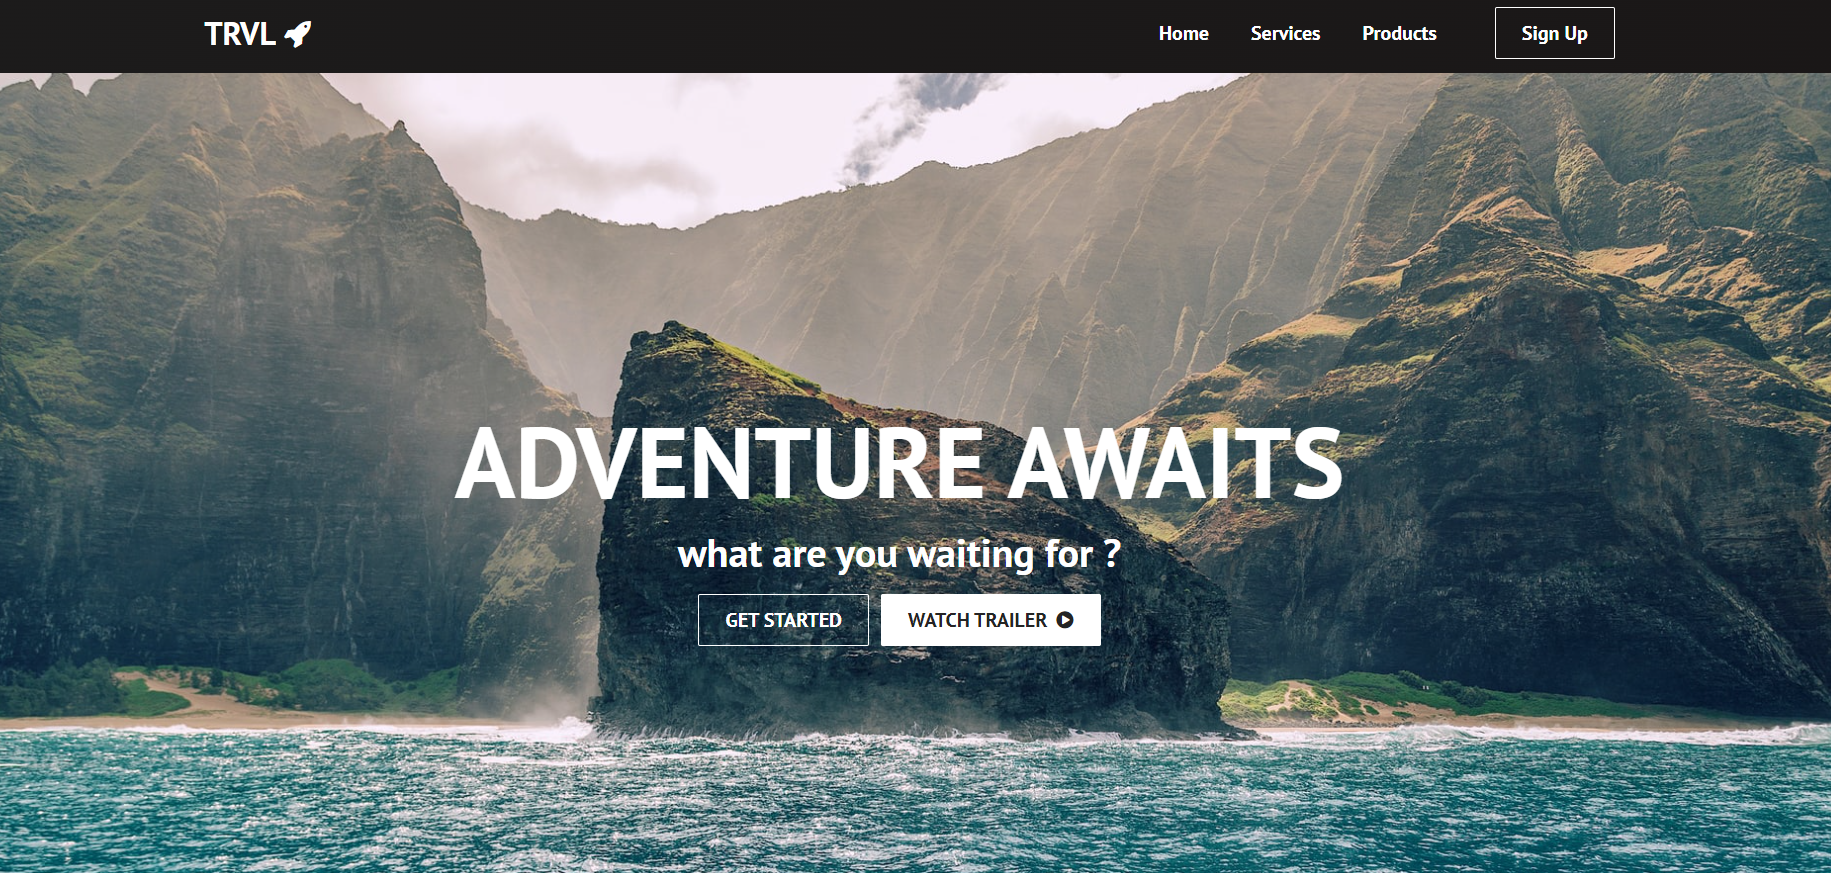 TRVL
Home Services Products Sign Up
ADVENTURE AWAITS
what are you waiting for ?
GET STARTED WATCH TRAILER